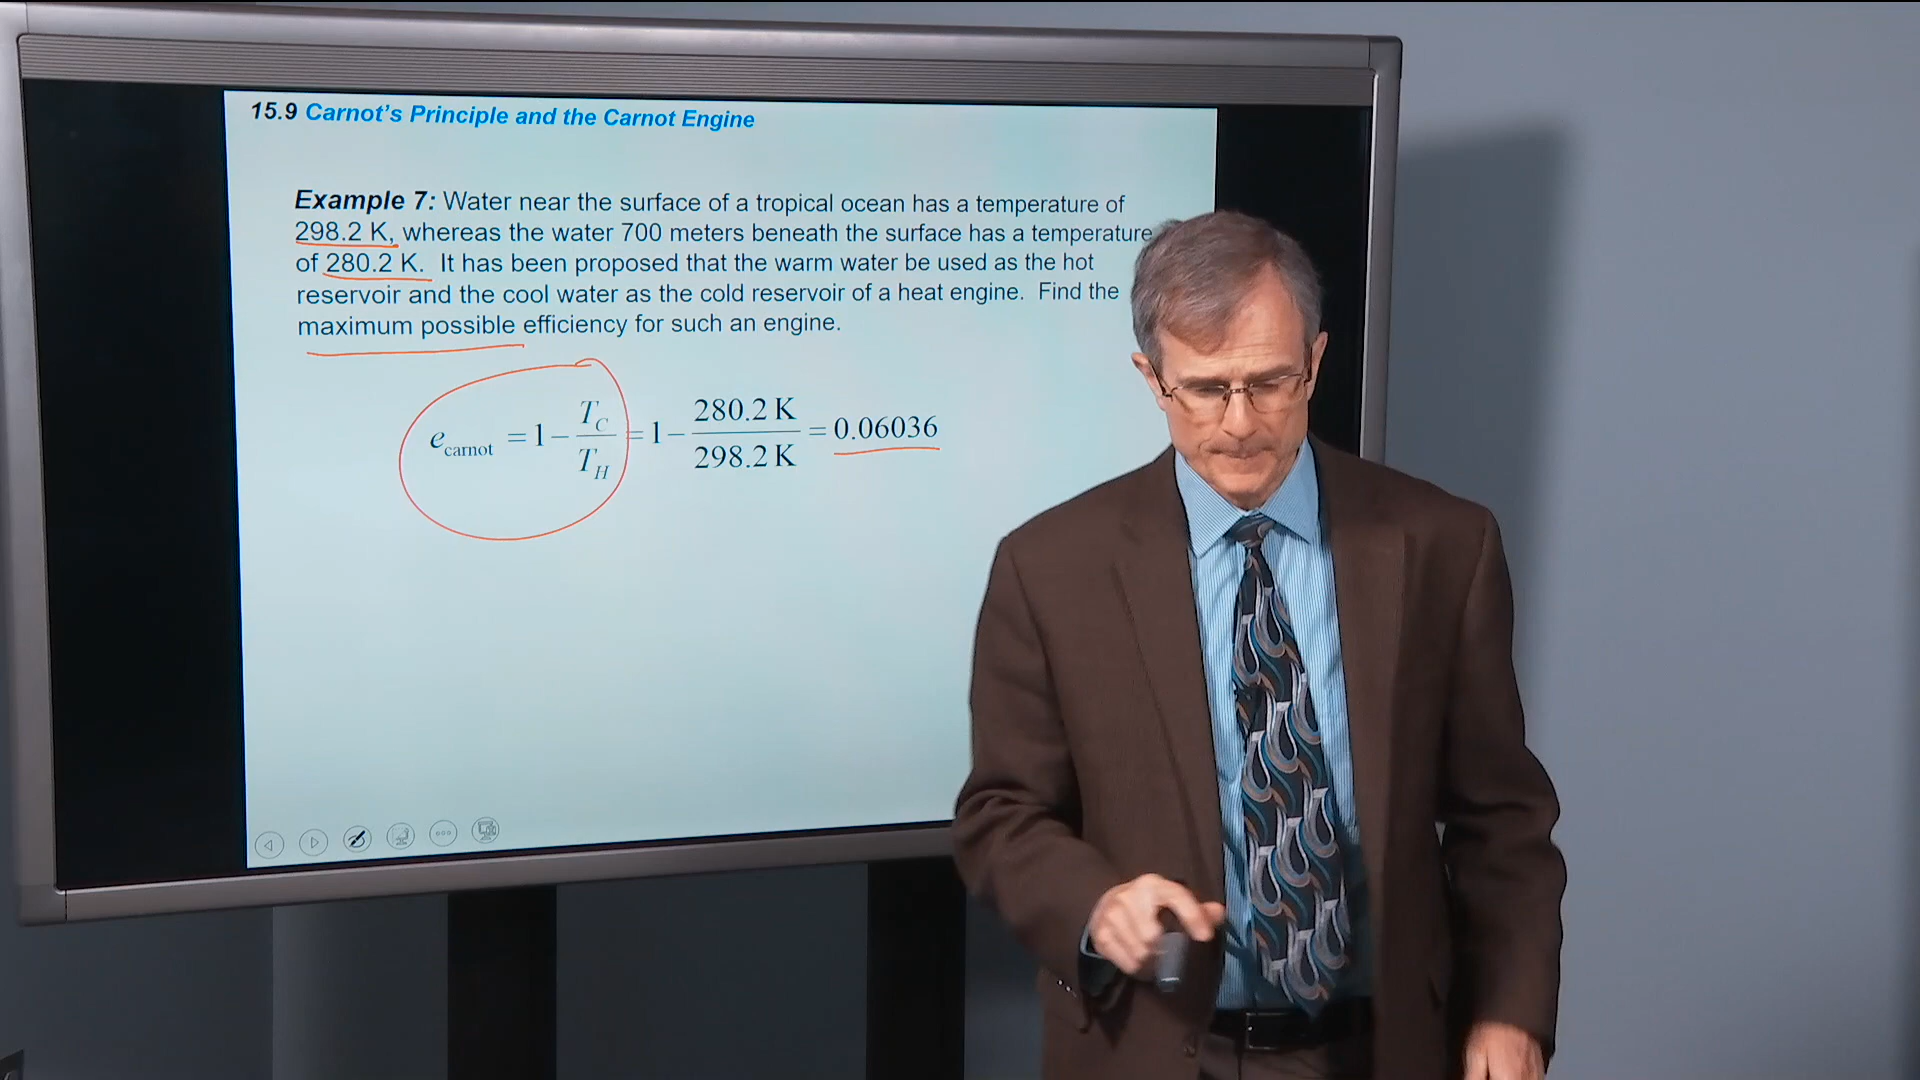 15.9 Carnot's Principle and the Carnot Engine
Example 7: Water near the surface of a tropical ocean has a temperature of
298.2 K, whereas the water 700 meters beneath the surface has a temperature
of 280.2 K. It has been proposed that the warm water be used as the hot
reservoir and the cool water as the cold reservoir of a heat engine. Find the
maximum possible efficiency for such an engine.
e_carnot = 1 − T_C / T_H = 1 − 280.2 K / 298.2 K = 0.06036